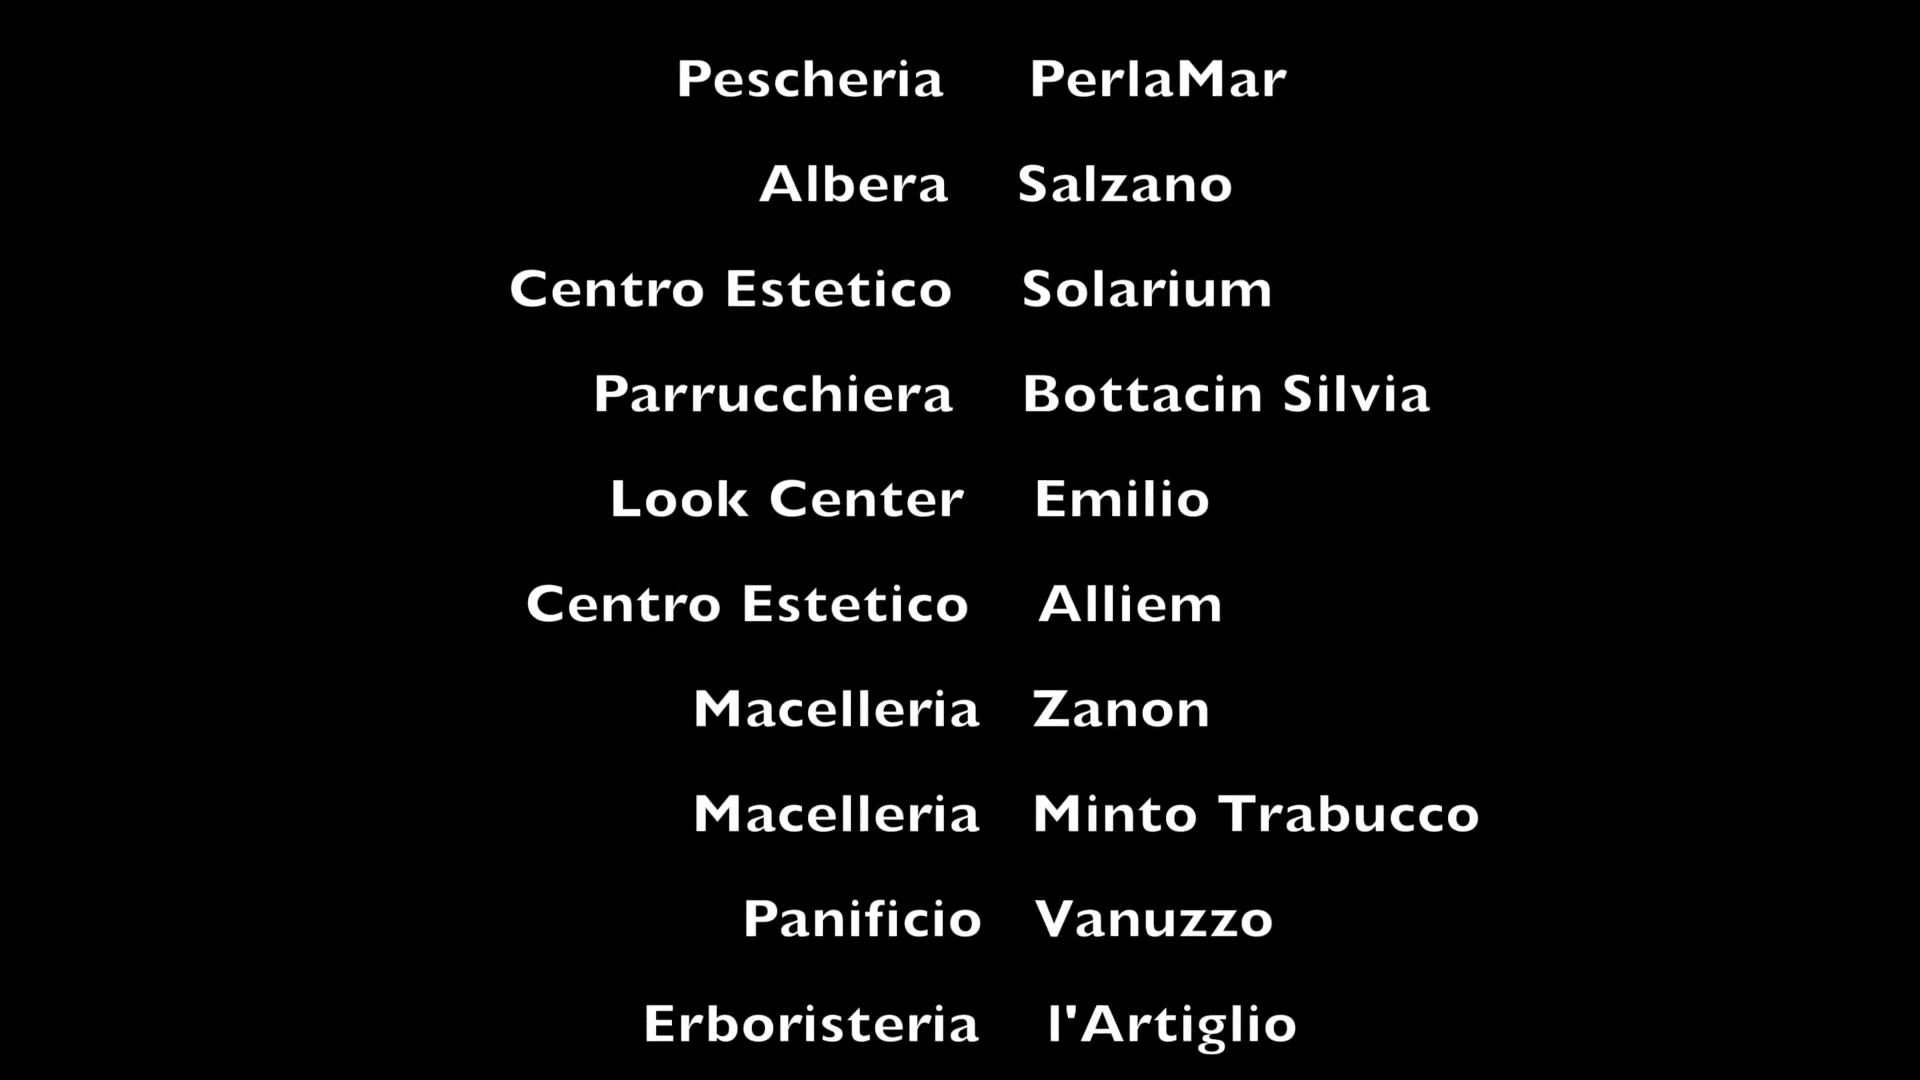 Pescheria PerlaMar
Albera Salzano
Centro Estetico Solarium
Parrucchiera Bottacin Silvia
Look Center Emilio
Centro Estetico Alliem
Macelleria Zanon
Macelleria Minto Trabucco
Panificio Vanuzzo
Erboristeria l'Artiglio